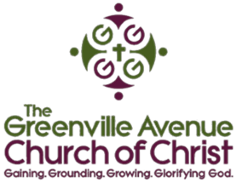 G G
G G
The
Greenville Avenue
Church of Christ
Gaining. Grounding. Growing. Glorifying God.